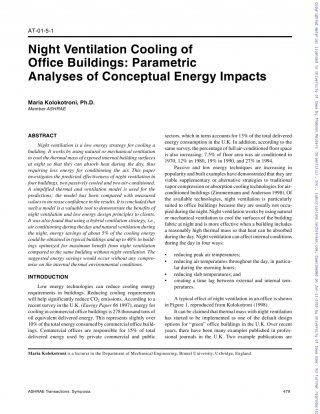 AT-01-5-1
Night Ventilation Cooling of
Office Buildings: Parametric
Analyses of Conceptual Energy Impacts
Maria Kolokotroni, Ph.D.
Member ASHRAE
ABSTRACT
Night ventilation is a low energy strategy for cooling a
building. It works by using natural or mechanical ventilation
to cool the thermal mass of exposed internal building surfaces
at night so that they can absorb heat during the day, thus
requiring less energy for conditioning the air. This paper
investigates the predicted effectiveness of night ventilation in
four buildings, two passively cooled and two air-conditioned.
A simplified thermal and ventilation model is used for the
predictions; the model has been compared with measured
values to increase confidence in the results. It is concluded that
such a model is a valuable tool to demonstrate the benefits of
night ventilation and low energy design principles to clients.
It was also found that using a hybrid ventilation strategy, i.e.,
air conditioning during the day and natural ventilation during
the night, energy savings of about 5% of the cooling energy
could be obtained in typical buildings and up to 40% in build-
ings optimized for maximum benefit from night ventilation
compared to the same building without night ventilation. The
suggested energy savings would occur without any compro-
mise on the internal thermal environmental conditions.
INTRODUCTION
Low energy technologies can reduce cooling energy
requirements in buildings. Reducing cooling requirements
will help significantly reduce CO₂ emissions. According to a
recent survey in the U.K. (Energy Paper 66 1997), energy for
cooling in commercial office buildings is 278 thousand tons of
oil equivalent delivered energy. This represents slightly over
10% of the total energy consumed by commercial office build-
ings. Commercial offices are responsible for 15% of total
delivered energy used by private commercial and public
sectors, which in turn accounts for 13% of the total delivered
energy consumption in the U.K. In addition, according to the
same survey, the percentage of full air-conditioned floor space
is also increasing: 7.5% of floor area was air conditioned in
1970, 12% in 1980, 19% in 1990, and 27% in 1994.
Passive and low energy techniques are increasing in
popularity and built examples have demonstrated that they are
viable supplementary or alternative strategies to traditional
vapor compression or absorption cooling technologies for air-
conditioned buildings (Zimmermann and Anderson 1998). Of
the available technologies, night ventilation is particularly
suited to office buildings because they are usually not occu-
pied during the night. Night ventilation works by using natural
or mechanical ventilation to cool the surfaces of the building
fabric at night and is more effective when a building includes
a reasonably high thermal mass so that heat can be absorbed
during the day. Night ventilation can affect internal conditions
during the day in four ways:
• reducing peak air temperatures;
• reducing air temperatures throughout the day, in particu-
lar during the morning hours;
• reducing slab temperatures; and
• creating a time lag between external and internal tem-
peratures.
A typical effect of night ventilation in an office is shown
in Figure 1, reproduced from Kolokotroni (1998).
It can be claimed that thermal mass with night ventilation
has started to be implemented as one of the default design
options for "green" office buildings in the U.K. Over recent
years, there have been many examples published in profes-
sional journals in the U.K. Two example publications are
Maria Kolokotroni is a lecturer in the Department of Mechanical Engineering, Brunel University, Uxbridge, England.
ASHRAE Transactions: Symposia
479